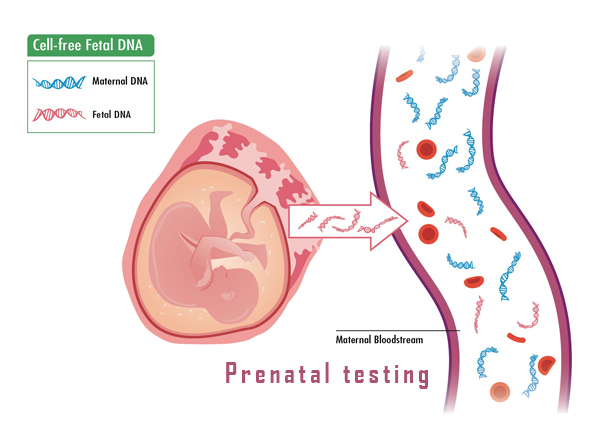 Cell-free Fetal DNA
Maternal DNA
Fetal DNA
Maternal Bloodstream
Prenatal testing